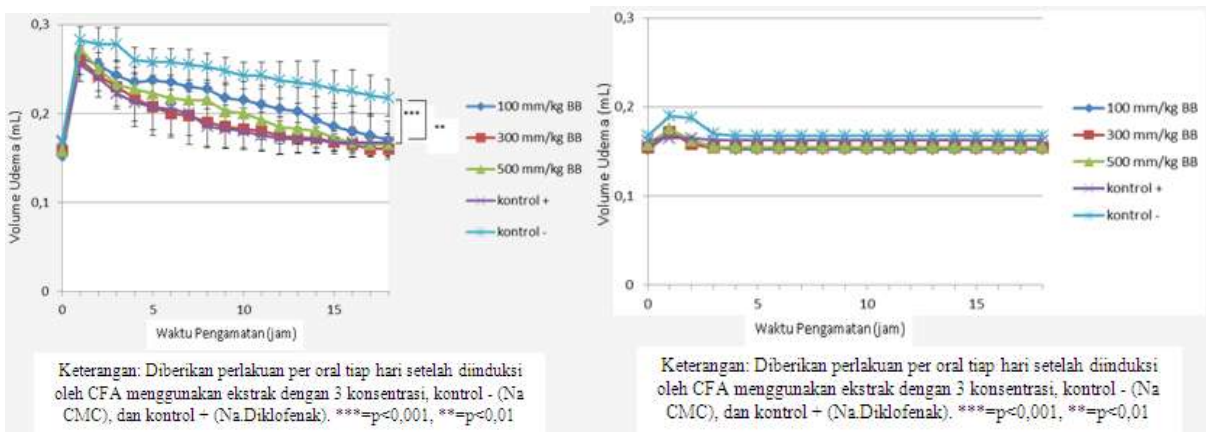 0,3
0,2
0,1
0
Volume Udema (mL)
0
5
10
15
Waktu Pengamatan (jam)
***
**
100 mm/kg BB
300 mm/kg BB
500 mm/kg BB
kontrol +
kontrol -
Keterangan: Diberikan perlakuan per oral tiap hari setelah diinduksi
oleh CFA menggunakan ekstrak dengan 3 konsentrasi, kontrol - (Na
CMC), dan kontrol + (Na.Diklofenak). ***=p<0,001, **=p<0,01
0,3
0,2
0,1
0
Volume Udema (mL)
0
5
10
15
Waktu Pengamatan (jam)
100 mm/kg BB
300 mm/kg BB
500 mm/kg BB
kontrol +
kontrol -
Keterangan: Diberikan perlakuan per oral tiap hari setelah diinduksi
oleh CFA menggunakan ekstrak dengan 3 konsentrasi, kontrol - (Na
CMC), dan kontrol + (Na.Diklofenak). ***=p<0,001, **=p<0,01